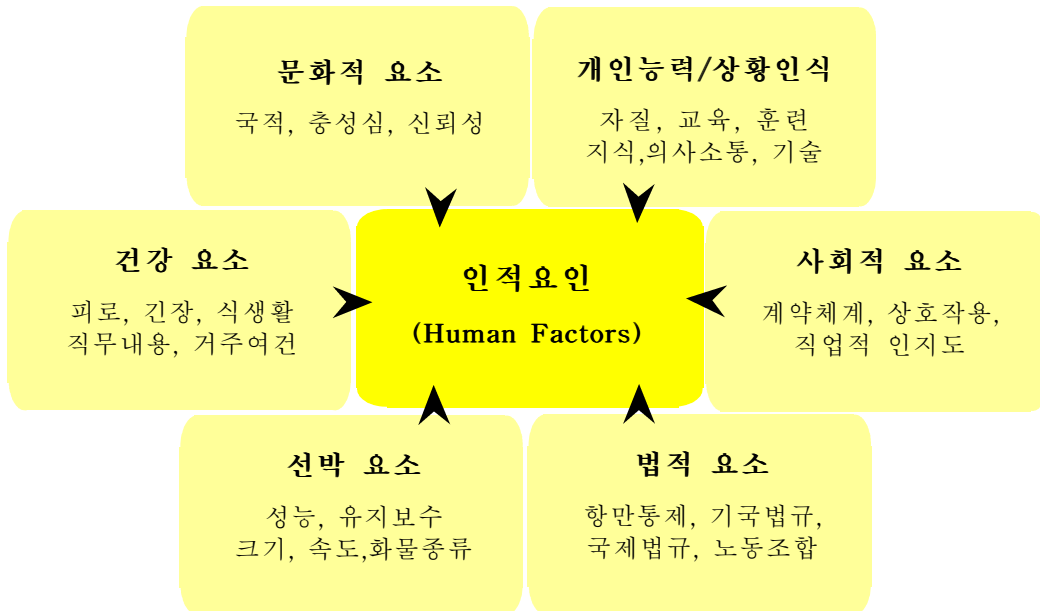 문화적 요소
국적, 충성심, 신뢰성
개인능력/상황인식
자질, 교육, 훈련
지식,의사소통, 기술
건강 요소
피로, 긴장, 식생활
직무내용, 거주여건
인적요인
(Human Factors)
사회적 요소
계약체계, 상호작용,
직업적 인지도
선박 요소
성능, 유지보수
크기, 속도,화물종류
법적 요소
항만통제, 기국법규,
국제법규, 노동조합